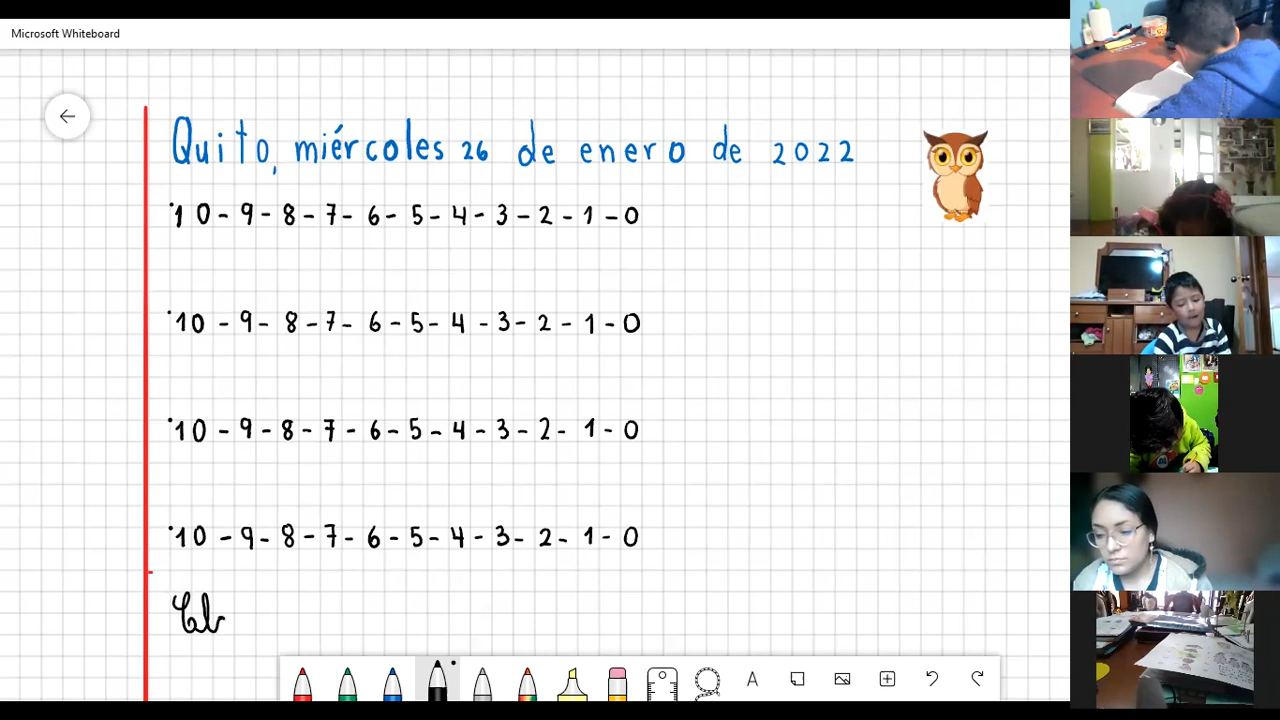 Microsoft Whiteboard
Quito, miércoles 26 de enero de 2022
10 - 9 - 8 - 7 - 6 - 5 - 4 - 3 - 2 - 1 - 0
10 - 9 - 8 - 7 - 6 - 5 - 4 - 3 - 2 - 1 - 0
10 - 9 - 8 - 7 - 6 - 5 - 4 - 3 - 2 - 1 - 0
10 - 9 - 8 - 7 - 6 - 5 - 4 - 3 - 2 - 1 - 0